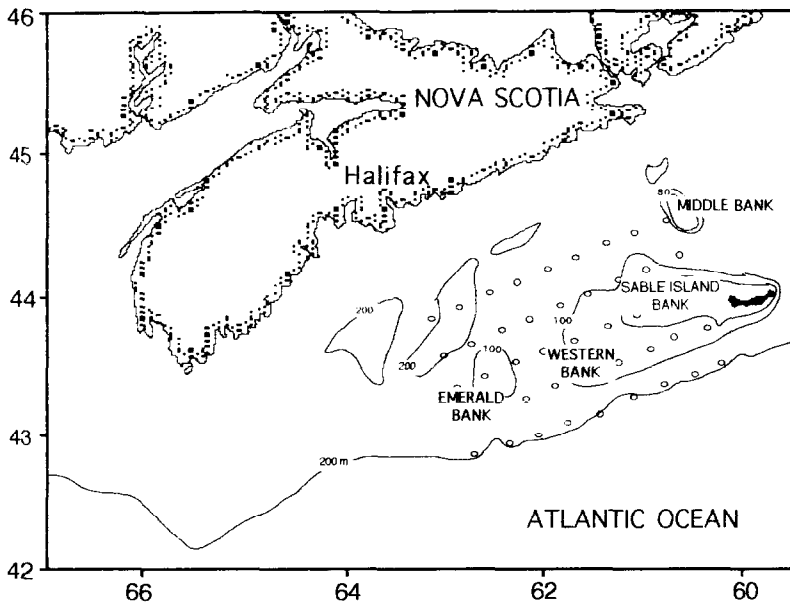 46
45
44
43
42
NOVA SCOTIA
Halifax
MIDDLE BANK
SABLE ISLAND
BANK
100
200
200
100
WESTERN
BANK
EMERALD
BANK
200 m
ATLANTIC OCEAN
66
64
62
60